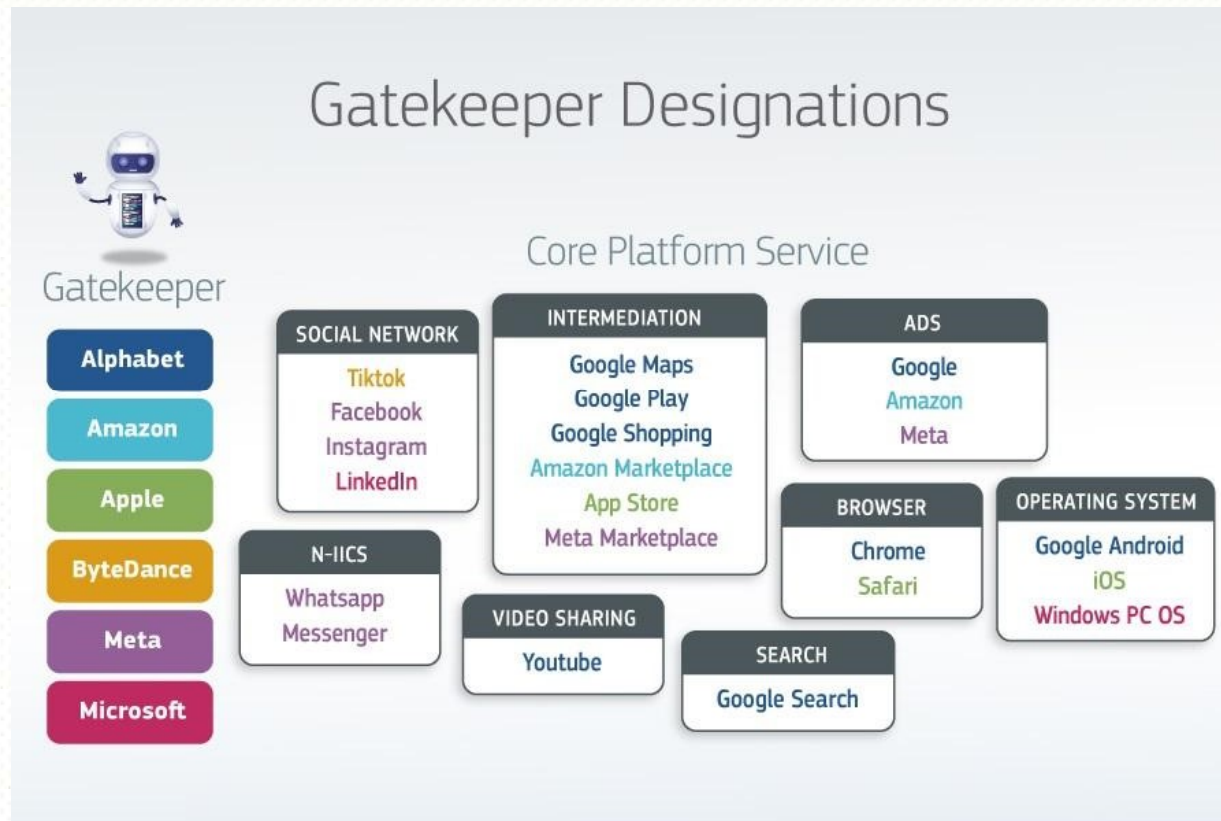 Gatekeeper Designations
Gatekeeper
Core Platform Service
Alphabet
Amazon
Apple
ByteDance
Meta
Microsoft
SOCIAL NETWORK
Tiktok
Facebook
Instagram
LinkedIn
N-IICS
Whatsapp
Messenger
INTERMEDIATION
Google Maps
Google Play
Google Shopping
Amazon Marketplace
App Store
Meta Marketplace
VIDEO SHARING
Youtube
ADS
Google
Amazon
Meta
BROWSER
Chrome
Safari
SEARCH
Google Search
OPERATING SYSTEM
Google Android
iOS
Windows PC OS